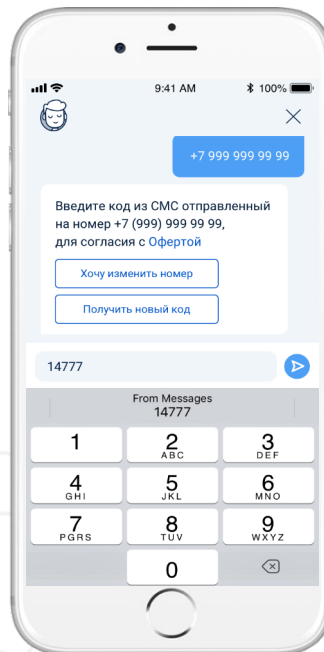 9:41 AM
100%
+7 999 999 99 99
Введите код из СМС отправленный
на номер +7 (999) 999 99 99,
для согласия с Офертой
Хочу изменить номер
Получить новый код
14777
From Messages
14777
1
2
ABC
3
DEF
4
GHI
5
JKL
6
MNO
7
PGRS
8
TUV
9
WXYZ
0